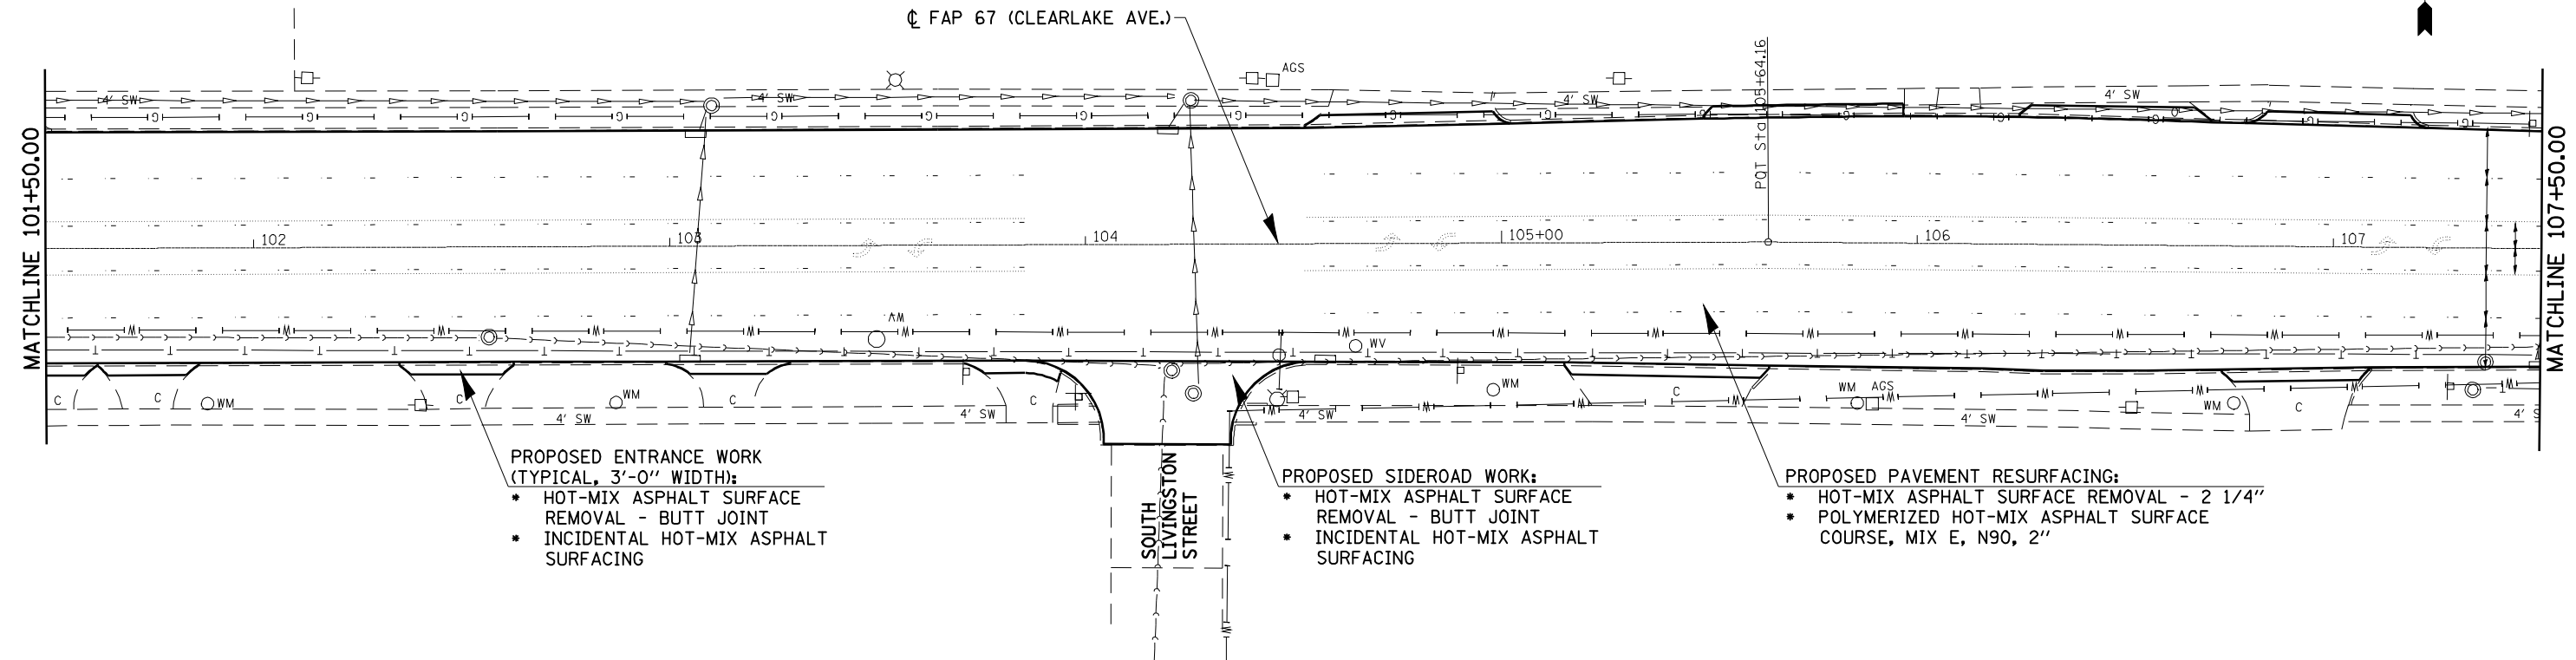 ℄ FAP 67 (CLEARLAKE AVE.)
AGS
4' SW
4' SW
4' SW
4' SW
G G G G G G G G G G G G G G G G
POT Sta 105+64.16
MATCHLINE 101+50.00
MATCHLINE 107+50.00
102
103
104
105+00
106
107
WV
WV
W W W W W W W W W W W W W W W
C
C
WM
C
WM
C
4' SW
4' SW
C
4' SW
WM
C
WM
AGS
4' SW
WM
C
4' S
PROPOSED ENTRANCE WORK
(TYPICAL, 3'-0" WIDTH):
* HOT-MIX ASPHALT SURFACE
REMOVAL - BUTT JOINT
* INCIDENTAL HOT-MIX ASPHALT
SURFACING
SOUTH
LIVINGSTON
STREET
PROPOSED SIDEROAD WORK:
* HOT-MIX ASPHALT SURFACE
REMOVAL - BUTT JOINT
* INCIDENTAL HOT-MIX ASPHALT
SURFACING
PROPOSED PAVEMENT RESURFACING:
* HOT-MIX ASPHALT SURFACE REMOVAL - 2 1/4"
* POLYMERIZED HOT-MIX ASPHALT SURFACE
COURSE, MIX E, N90, 2"